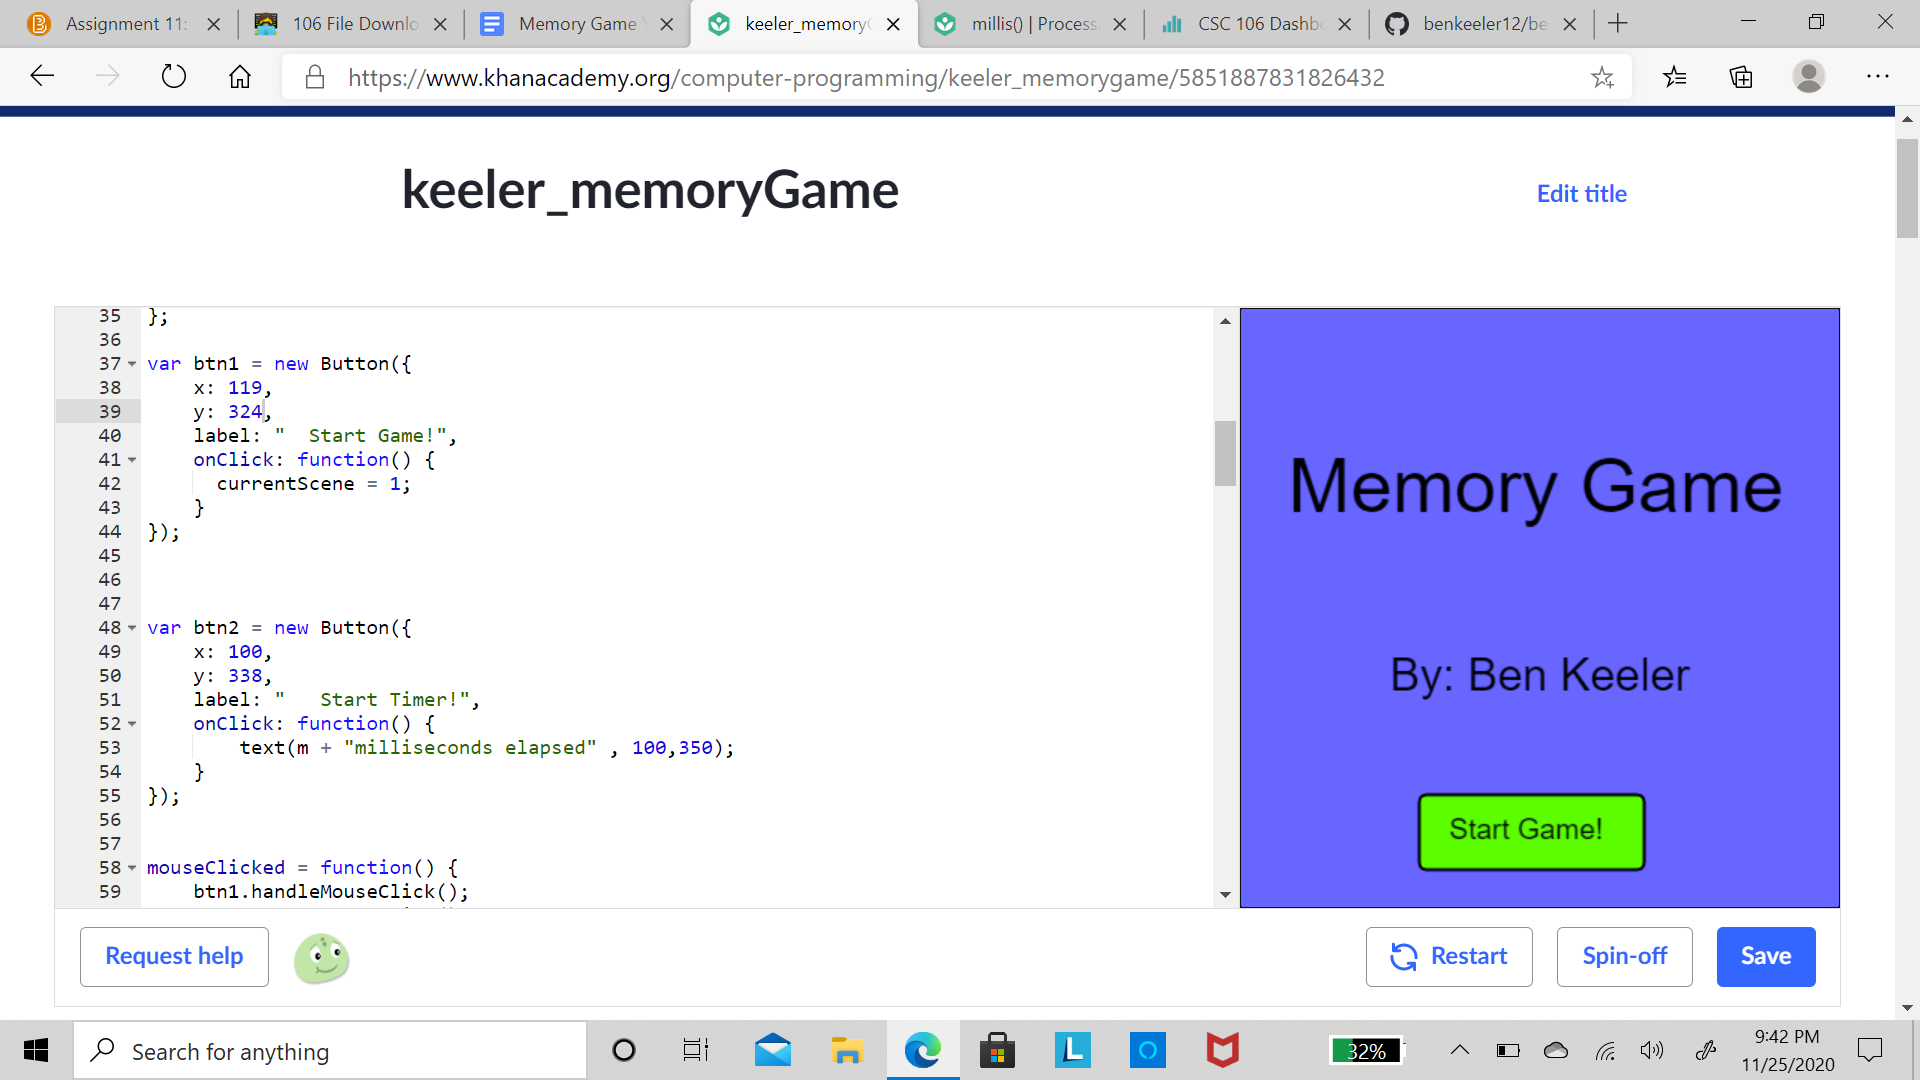 Assignment 11:
106 File Downlo
Memory Game
keeler_memory
millis() | Process
CSC 106 Dashb
benkeeler12/be
https://www.khanacademy.org/computer-programming/keeler_memorygame/5851887831826432
keeler_memoryGame
Edit title
35 };
36
37 var btn1 = new Button({
38 x: 119,
39 y: 324,
40 label: "  Start Game!",
41 onClick: function() {
42 currentScene = 1;
43 }
44 });
45
46
47
48 var btn2 = new Button({
49 x: 100,
50 y: 338,
51 label: "   Start Timer!",
52 onClick: function() {
53 text(m + "milliseconds elapsed" , 100,350);
54 }
55 });
56
57
58 mouseClicked = function() {
59 btn1.handleMouseClick();
Memory Game
By: Ben Keeler
Start Game!
Request help
Restart
Spin-off
Save
Search for anything
32%
9:42 PM
11/25/2020